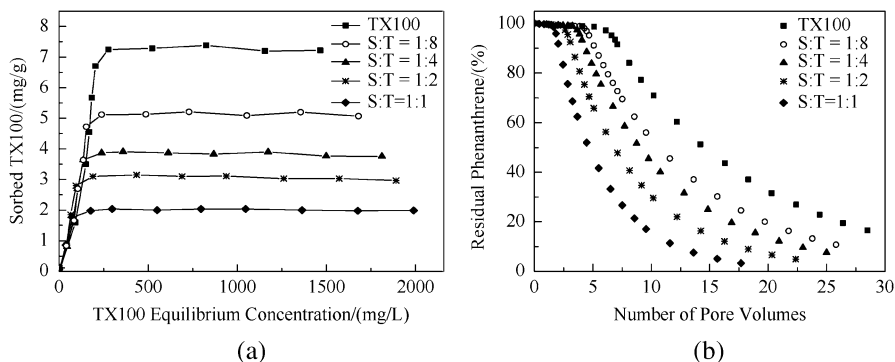 (a)
TX100
S:T = 1:8
S:T = 1:4
S:T = 1:2
S:T=1:1
8
7
6
5
4
3
2
1
0
Sorbed TX100/(mg/g)
0
500
1000
1500
2000
TX100 Equilibrium Concentration/(mg/L)
(a)
(b)
TX100
S:T = 1:8
S:T = 1:4
S:T = 1:2
S:T=1:1
100
80
60
40
20
0
Residual Phenanthrene/(%)
0
5
10
15
20
25
30
Number of Pore Volumes
(b)